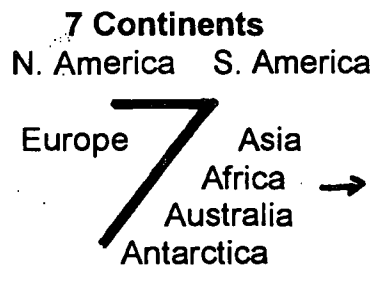 7 Continents
N. America S. America
Europe Asia
Africa
Australia
Antarctica